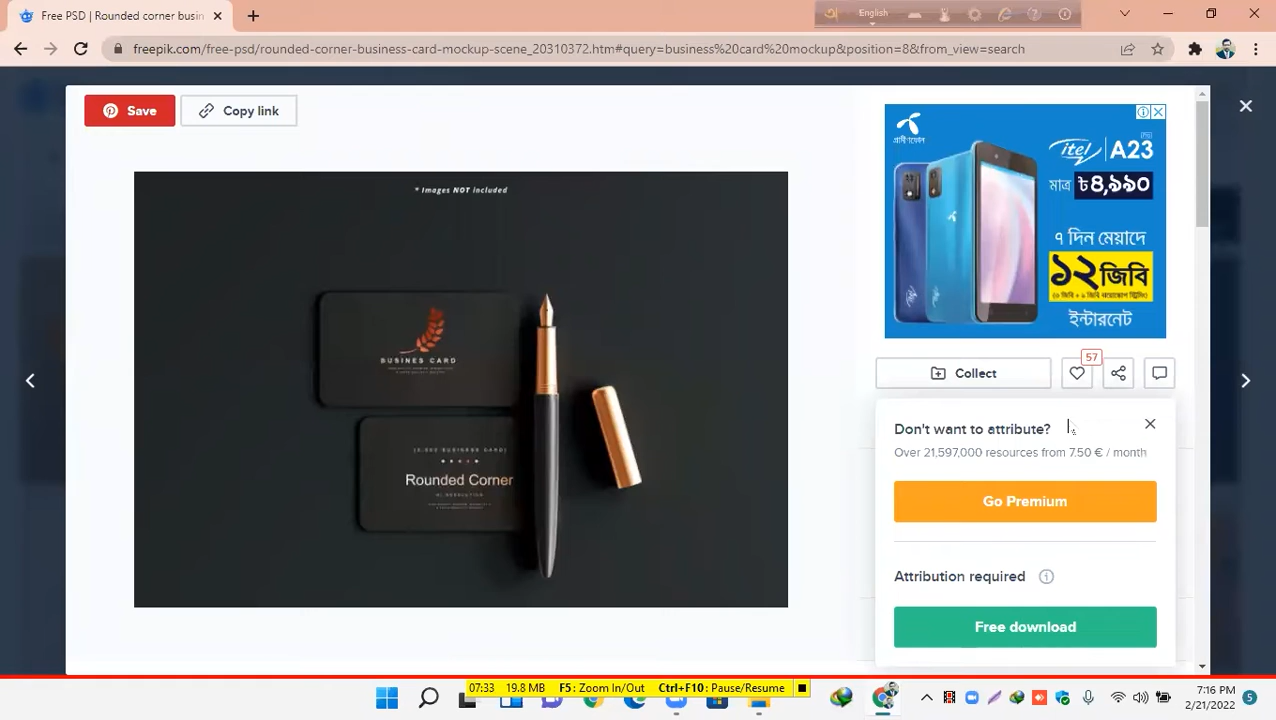 Free PSD | Rounded corner busin
English
freepik.com/free-psd/rounded-corner-business-card-mockup-scene_20310372.htm#query=business%20card%20mockup&position=8&from_view=search
Save
Copy link
* Images NOT included
BUSINES CARD
Rounded Corner
গ্রামীণফোন
itel A23
মাত্র ৳৪,৯৯০
৭ দিন মেয়াদে
১২জিবি
ইন্টারনেট
Collect
57
Don't want to attribute?
Over 21,597,000 resources from 7.50 € / month
Go Premium
Attribution required
Free download
07:33 19.8 MB F5: Zoom In/Out Ctrl+F10: Pause/Resume
7:16 PM
2/21/2022
5